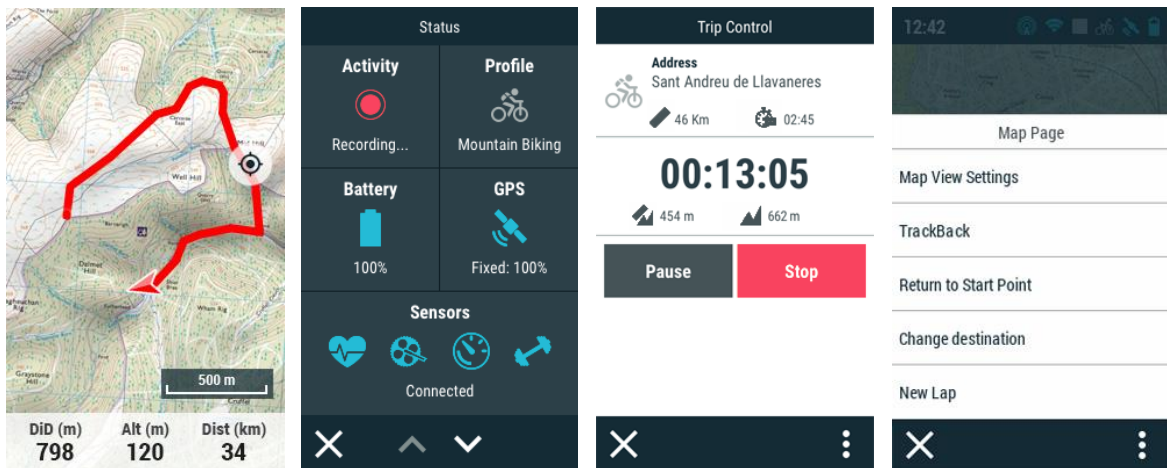 Well Hill
500 m
DiD (m)
Alt (m)
Dist (km)
798
120
34
Status
Activity
Profile
Recording...
Mountain Biking
Battery
GPS
100%
Fixed: 100%
Sensors
Connected
Trip Control
Address
Sant Andreu de Llavaneres
46 Km
02:45
00:13:05
454 m
662 m
Pause
Stop
12:42
Map Page
Map View Settings
TrackBack
Return to Start Point
Change destination
New Lap